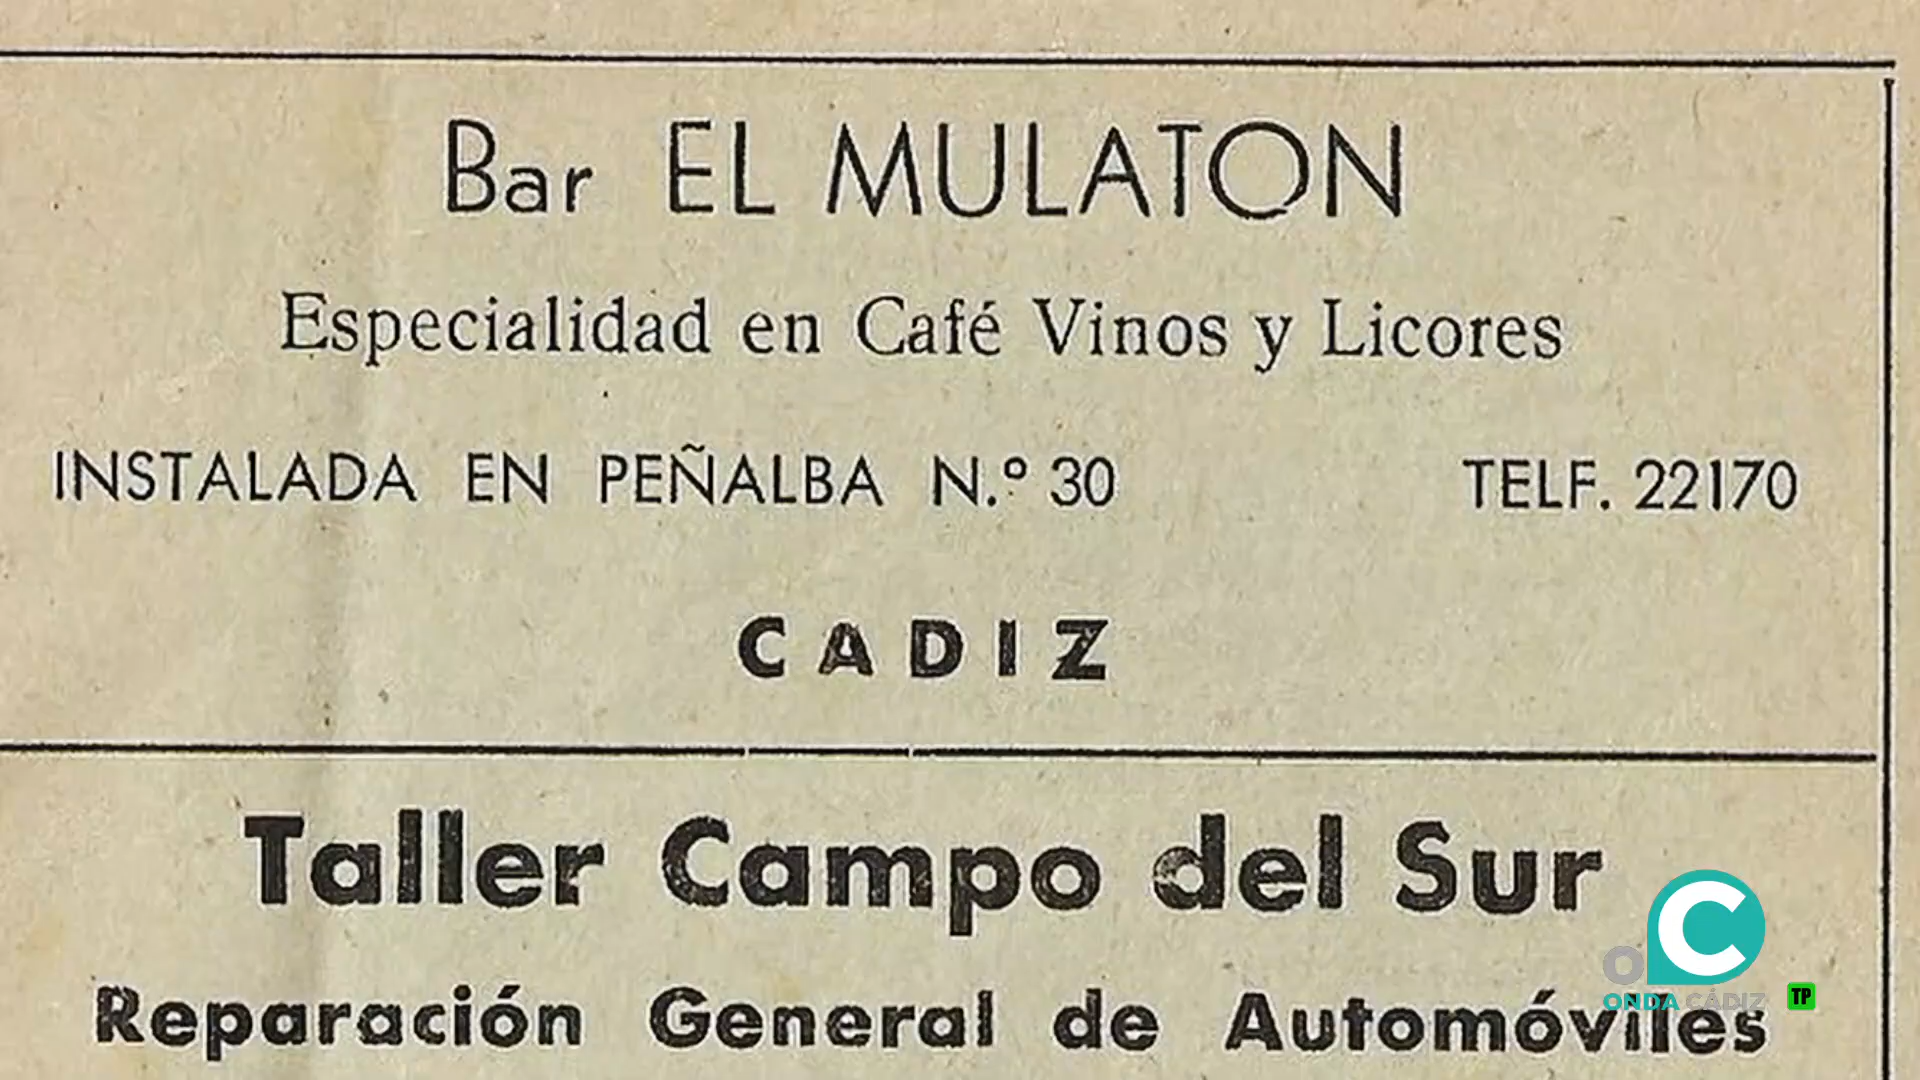 Bar EL MULATON
Especialidad en Café Vinos y Licores
INSTALADA EN PEÑALBA N.º 30 TELF. 22170
CADIZ
Taller Campo del Sur
Reparación General de Automóviles
O C
ONDA CÁDIZ TP